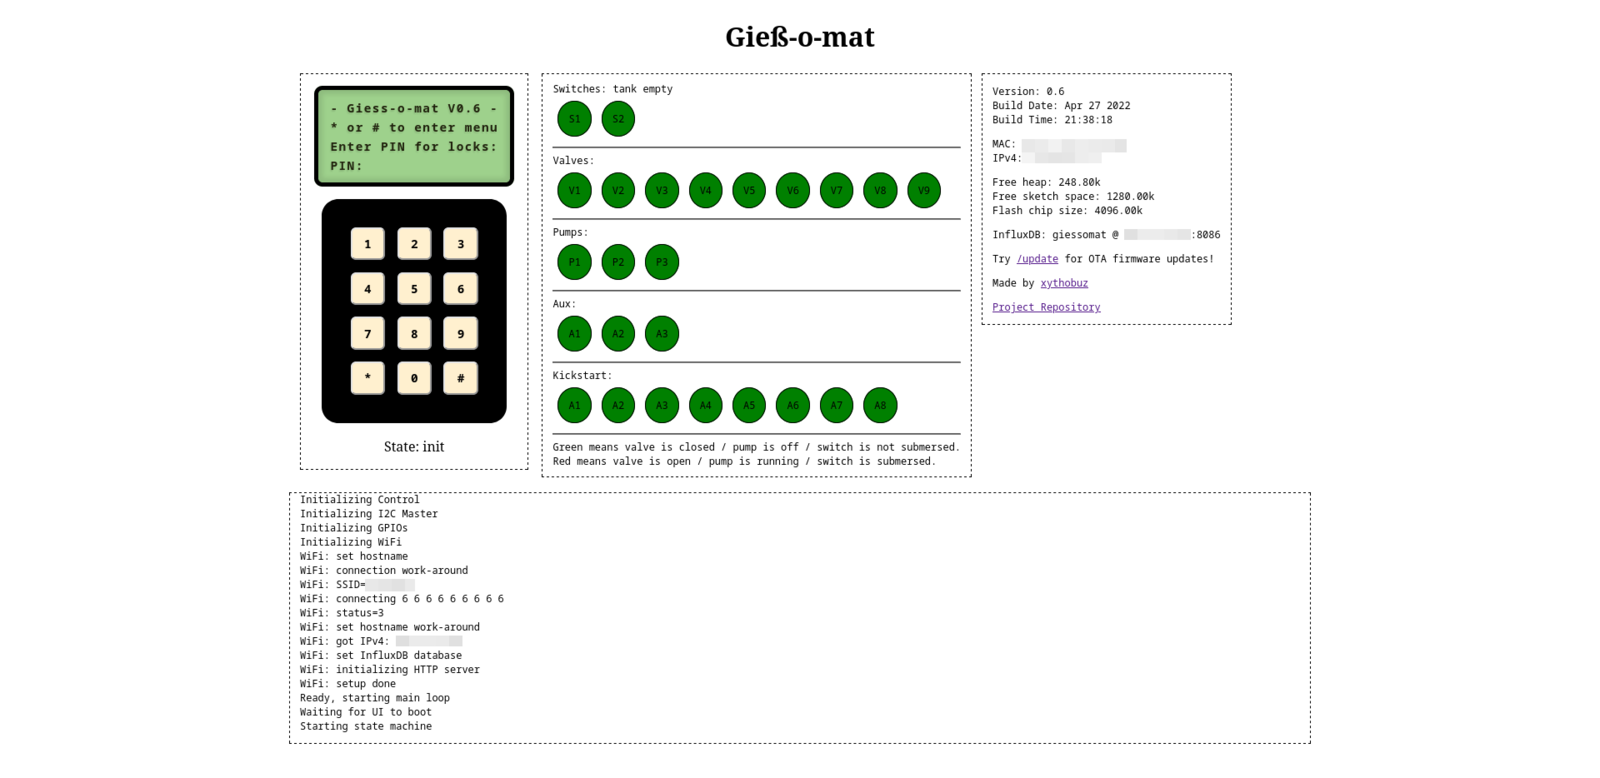 Gieß-o-mat
- Giess-o-mat V0.6 -
* or # to enter menu
Enter PIN for locks:
PIN:
1 2 3
4 5 6
7 8 9
* 0 #
State: init
Switches: tank empty
S1 S2
Valves:
V1 V2 V3 V4 V5 V6 V7 V8 V9
Pumps:
P1 P2 P3
Aux:
A1 A2 A3
Kickstart:
A1 A2 A3 A4 A5 A6 A7 A8
Green means valve is closed / pump is off / switch is not submersed.
Red means valve is open / pump is running / switch is submersed.
Version: 0.6
Build Date: Apr 27 2022
Build Time: 21:38:18
MAC:
IPv4:
Free heap: 248.80k
Free sketch space: 1280.00k
Flash chip size: 4096.00k
InfluxDB: giessomat @ :8086
Try /update for OTA firmware updates!
Made by xythobuz
Project Repository
Initializing Control
Initializing I2C Master
Initializing GPIOs
Initializing WiFi
WiFi: set hostname
WiFi: connection work-around
WiFi: SSID=
WiFi: connecting 6 6 6 6 6 6 6 6 6
WiFi: status=3
WiFi: set hostname work-around
WiFi: got IPv4:
WiFi: set InfluxDB database
WiFi: initializing HTTP server
WiFi: setup done
Ready, starting main loop
Waiting for UI to boot
Starting state machine